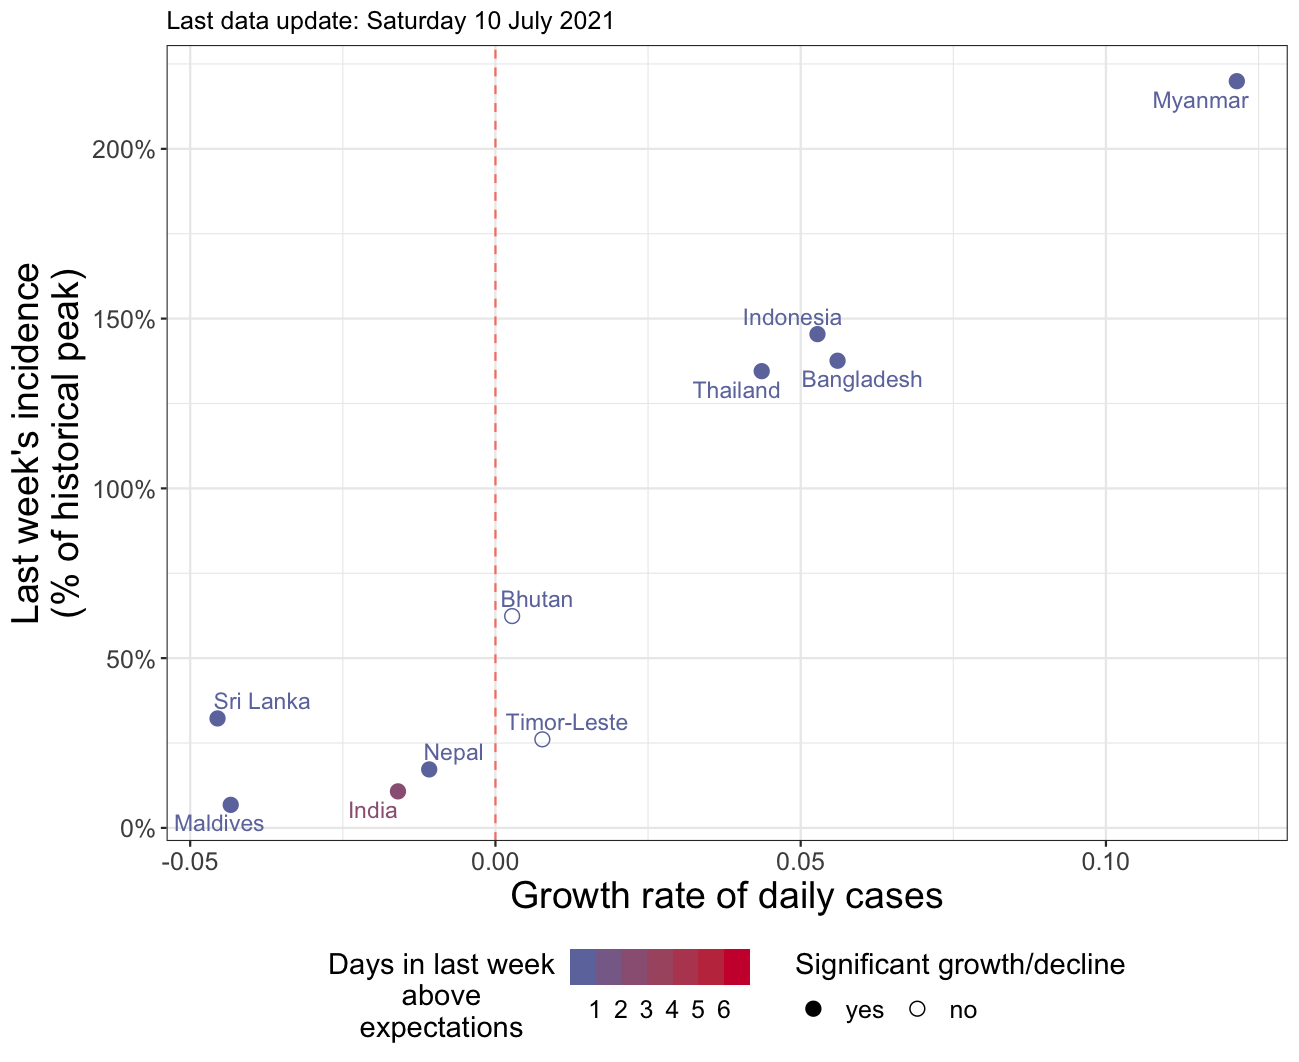 Last data update: Saturday 10 July 2021
Last week's incidence
(% of historical peak)
200%
150%
100%
50%
0%
Myanmar
Indonesia
Bangladesh
Thailand
Bhutan
Sri Lanka
Timor-Leste
Nepal
India
Maldives
-0.05 0.00 0.05 0.10
Growth rate of daily cases
Days in last week
above
expectations
1 2 3 4 5 6
Significant growth/decline
yes no